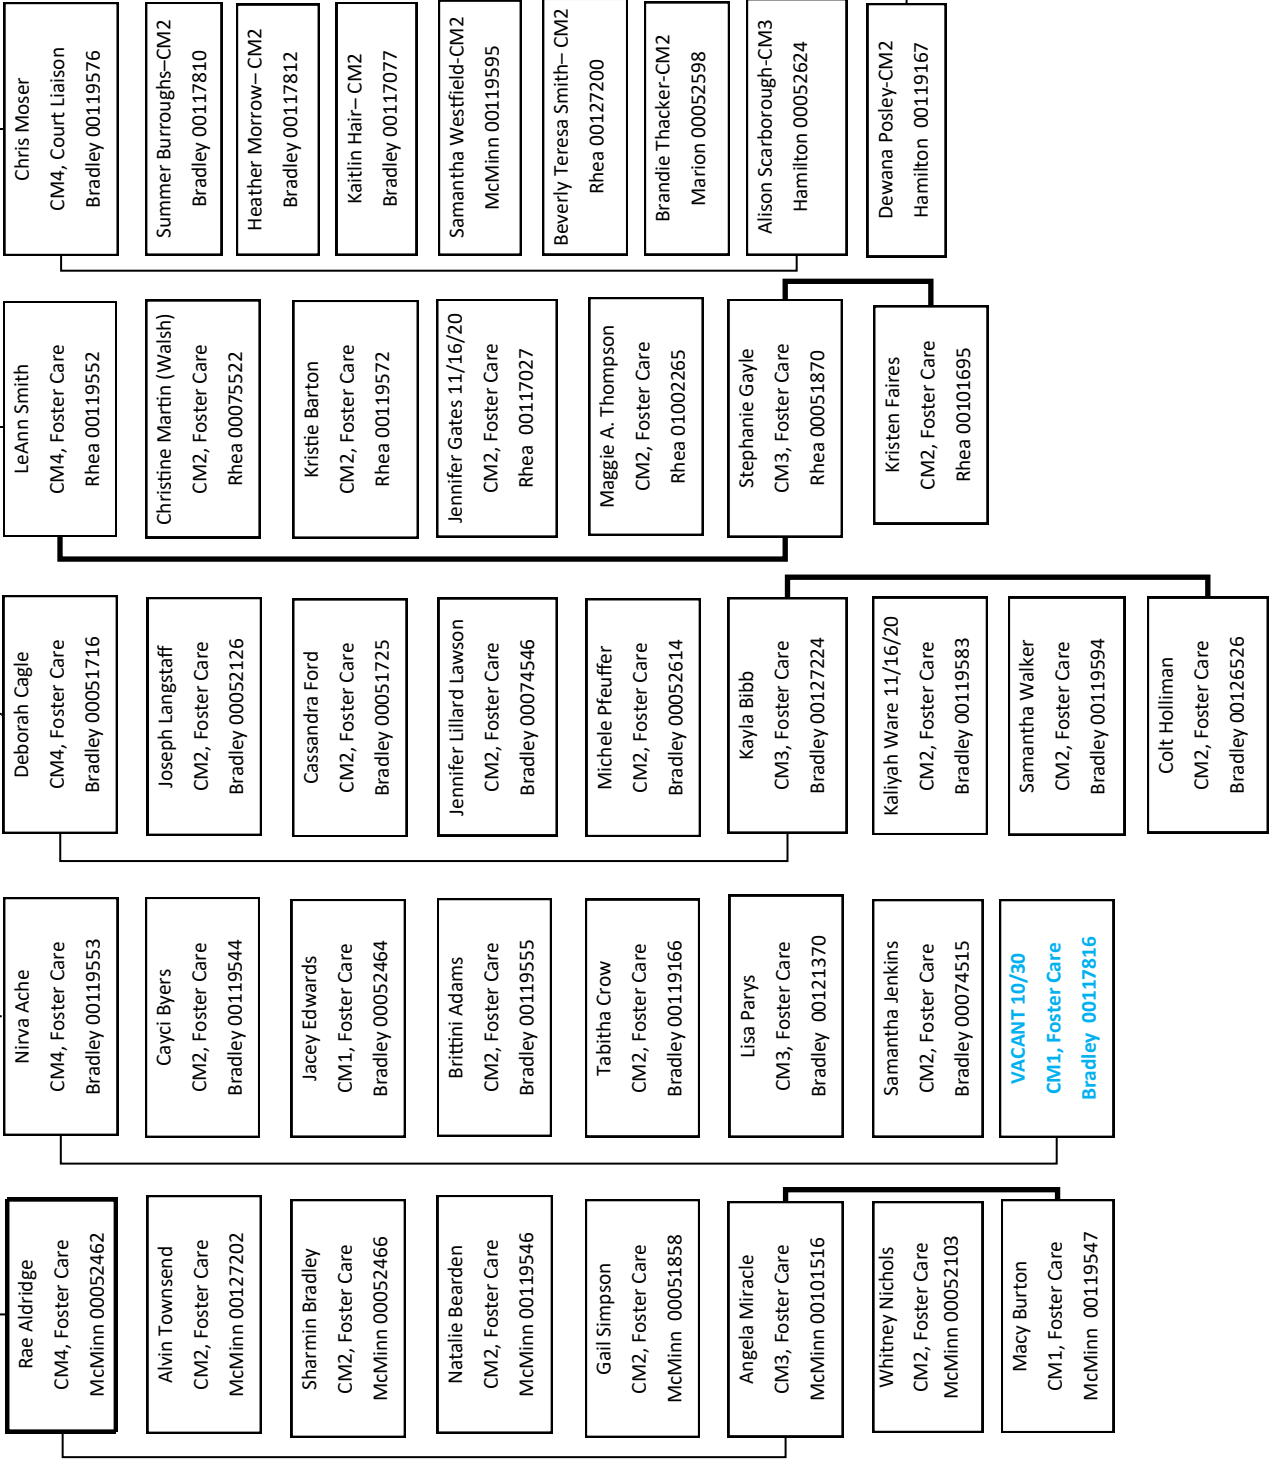 Rae Aldridge
CM4, Foster Care
McMinn 00052462
Alvin Townsend
CM2, Foster Care
McMinn 00127202
Sharmin Bradley
CM2, Foster Care
McMinn 00052466
Natalie Bearden
CM2, Foster Care
McMinn 00119546
Gail Simpson
CM2, Foster Care
McMinn 00051858
Angela Miracle
CM3, Foster Care
McMinn 00101516
Whitney Nichols
CM2, Foster Care
McMinn 00052103
Macy Burton
CM1, Foster Care
McMinn 00119547
Nirva Ache
CM4, Foster Care
Bradley 00119553
Cayci Byers
CM2, Foster Care
Bradley 00119544
Jacey Edwards
CM1, Foster Care
Bradley 00052464
Brittini Adams
CM2, Foster Care
Bradley 00119555
Tabitha Crow
CM2, Foster Care
Bradley 00119166
Lisa Parys
CM3, Foster Care
Bradley 00121370
Samantha Jenkins
CM2, Foster Care
Bradley 00074515
VACANT 10/30
CM1, Foster Care
Bradley 00117816
Deborah Cagle
CM4, Foster Care
Bradley 00051716
Joseph Langstaff
CM2, Foster Care
Bradley 00052126
Cassandra Ford
CM2, Foster Care
Bradley 00051725
Jennifer Lillard Lawson
CM2, Foster Care
Bradley 00074546
Michele Pfeuffer
CM2, Foster Care
Bradley 00052614
Kayla Bibb
CM3, Foster Care
Bradley 00127224
Kaliyah Ware 11/16/20
CM2, Foster Care
Bradley 00119583
Samantha Walker
CM2, Foster Care
Bradley 00119594
Colt Holliman
CM2, Foster Care
Bradley 00126526
LeAnn Smith
CM4, Foster Care
Rhea 00119552
Christine Martin (Walsh)
CM2, Foster Care
Rhea 00075522
Kristie Barton
CM2, Foster Care
Rhea 00119572
Jennifer Gates 11/16/20
CM2, Foster Care
Rhea 00117027
Maggie A. Thompson
CM2, Foster Care
Rhea 01002265
Stephanie Gayle
CM3, Foster Care
Rhea 00051870
Kristen Faires
CM2, Foster Care
Rhea 00101695
Chris Moser
CM4, Court Liaison
Bradley 00119576
Summer Burroughs–CM2
Bradley 00117810
Heather Morrow– CM2
Bradley 00117812
Kaitlin Hair– CM2
Bradley 00117077
Samantha Westfield-CM2
McMinn 00119595
Beverly Teresa Smith– CM2
Rhea 00127200
Brandie Thacker-CM2
Marion 00052598
Alison Scarborough-CM3
Hamilton 00052624
Dewana Posley-CM2
Hamilton 00119167